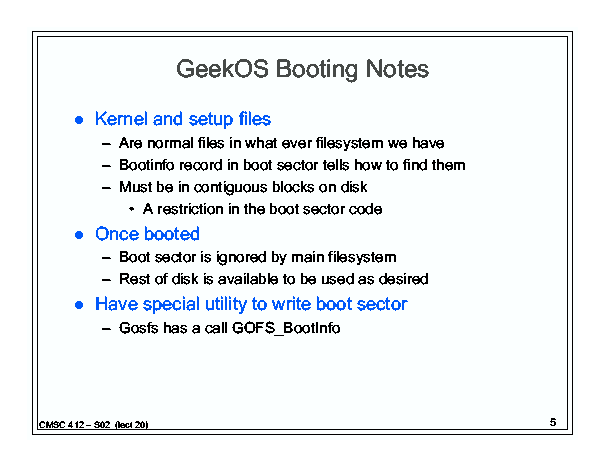 GeekOS Booting Notes
● Kernel and setup files
– Are normal files in what ever filesystem we have
– Bootinfo record in boot sector tells how to find them
– Must be in contiguous blocks on disk
• A restriction in the boot sector code
● Once booted
– Boot sector is ignored by main filesystem
– Rest of disk is available to be used as desired
● Have special utility to write boot sector
– Gosfs has a call GOFS_BootInfo
CMSC 412 – S02 (lect 20)
5